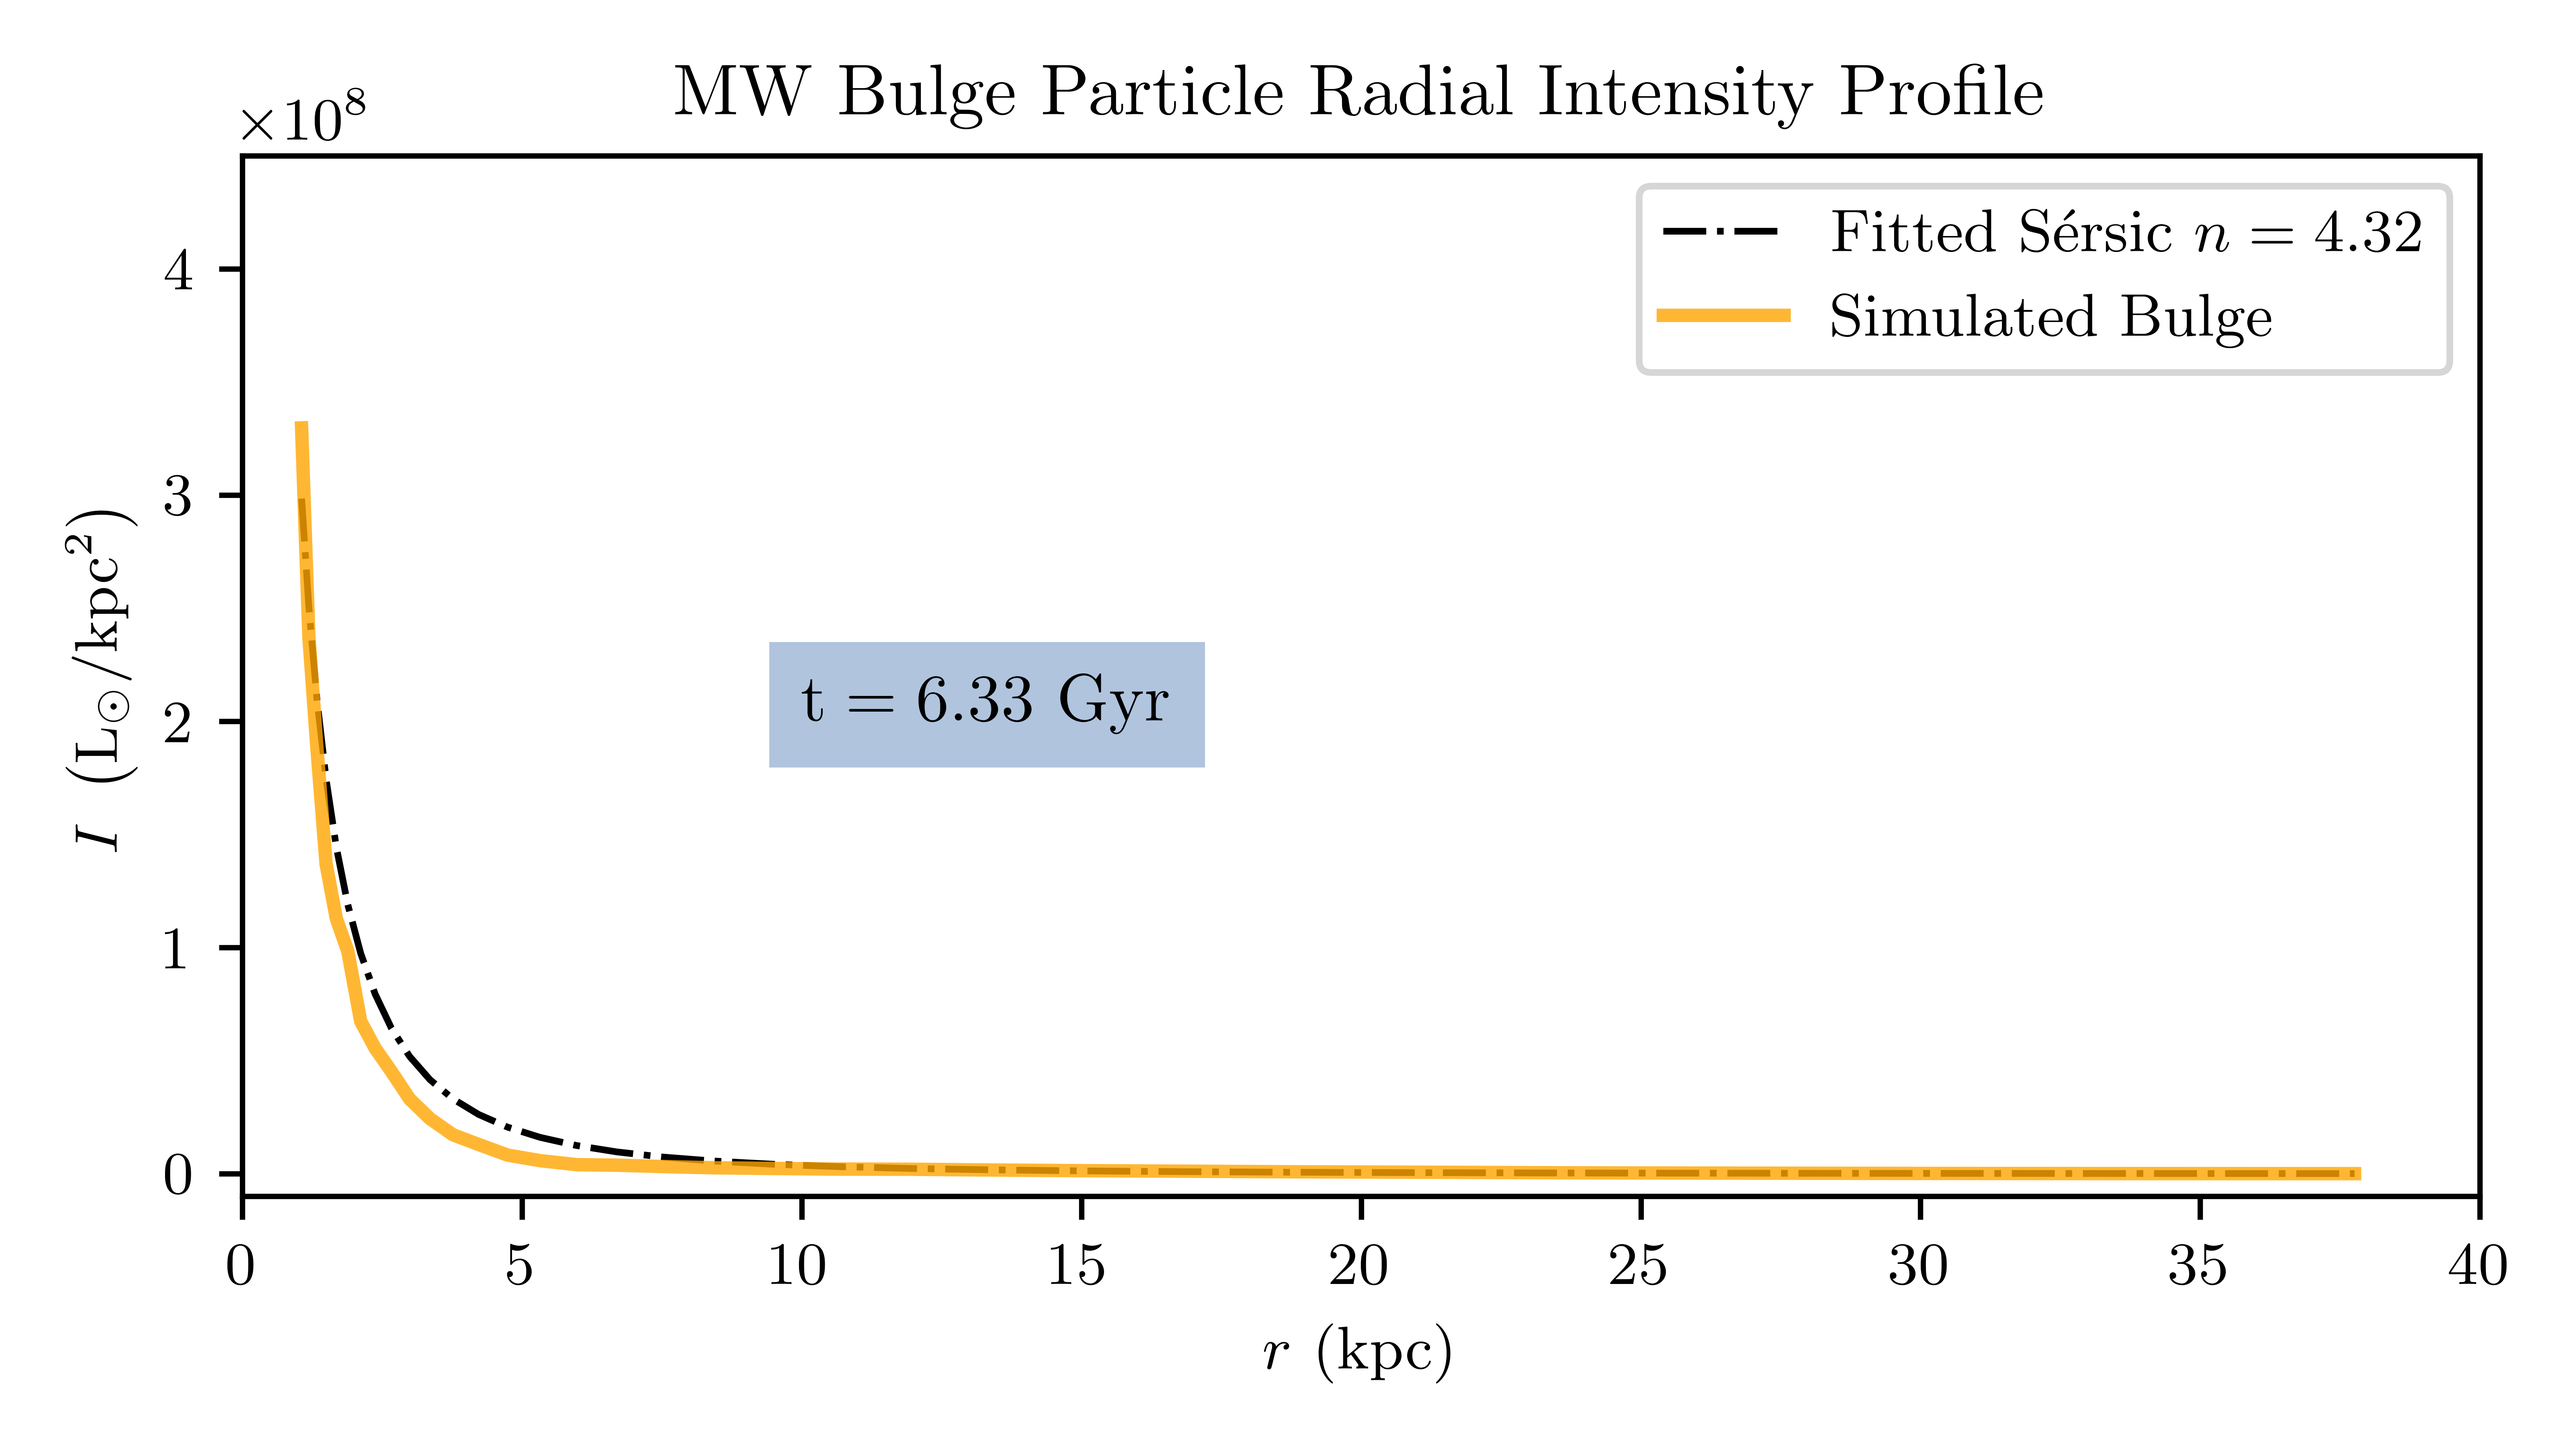 MW Bulge Particle Radial Intensity Profile
×10⁸
Fitted Sérsic n = 4.32
Simulated Bulge
4
3
2
1
0
I (L⊙/kpc²)
t = 6.33 Gyr
0 5 10 15 20 25 30 35 40
r (kpc)